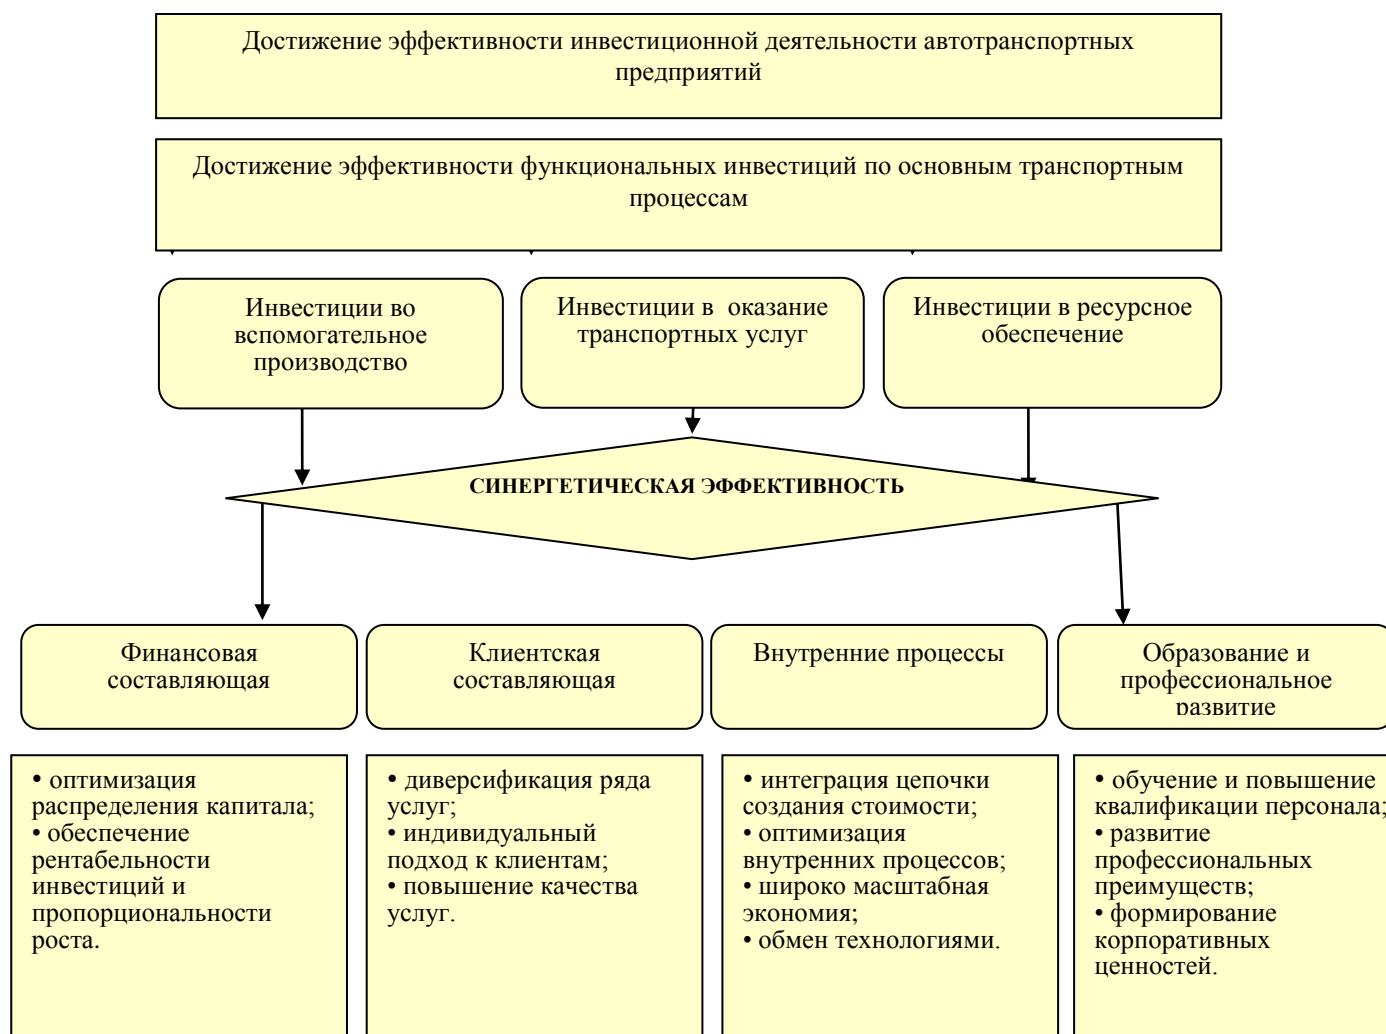 Достижение эффективности инвестиционной деятельности автотранспортных
предприятий
Достижение эффективности функциональных инвестиций по основным транспортным
процессам
Инвестиции во
вспомогательное
производство
Инвестиции в оказание
транспортных услуг
Инвестиции в ресурсное
обеспечение
СИНЕРГЕТИЧЕСКАЯ ЭФФЕКТИВНОСТЬ
Финансовая
составляющая
Клиентская
составляющая
Внутренние процессы
Образование и
профессиональное
развитие
• оптимизация
распределения капитала;
• обеспечение
рентабельности
инвестиций и
пропорциональности
роста.
• диверсификация ряда
услуг;
• индивидуальный
подход к клиентам;
• повышение качества
услуг.
• интеграция цепочки
создания стоимости;
• оптимизация
внутренних процессов;
• широко масштабная
экономия;
• обмен технологиями.
• обучение и повышение
квалификации персонала;
• развитие
профессиональных
преимуществ;
• формирование
корпоративных
ценностей.